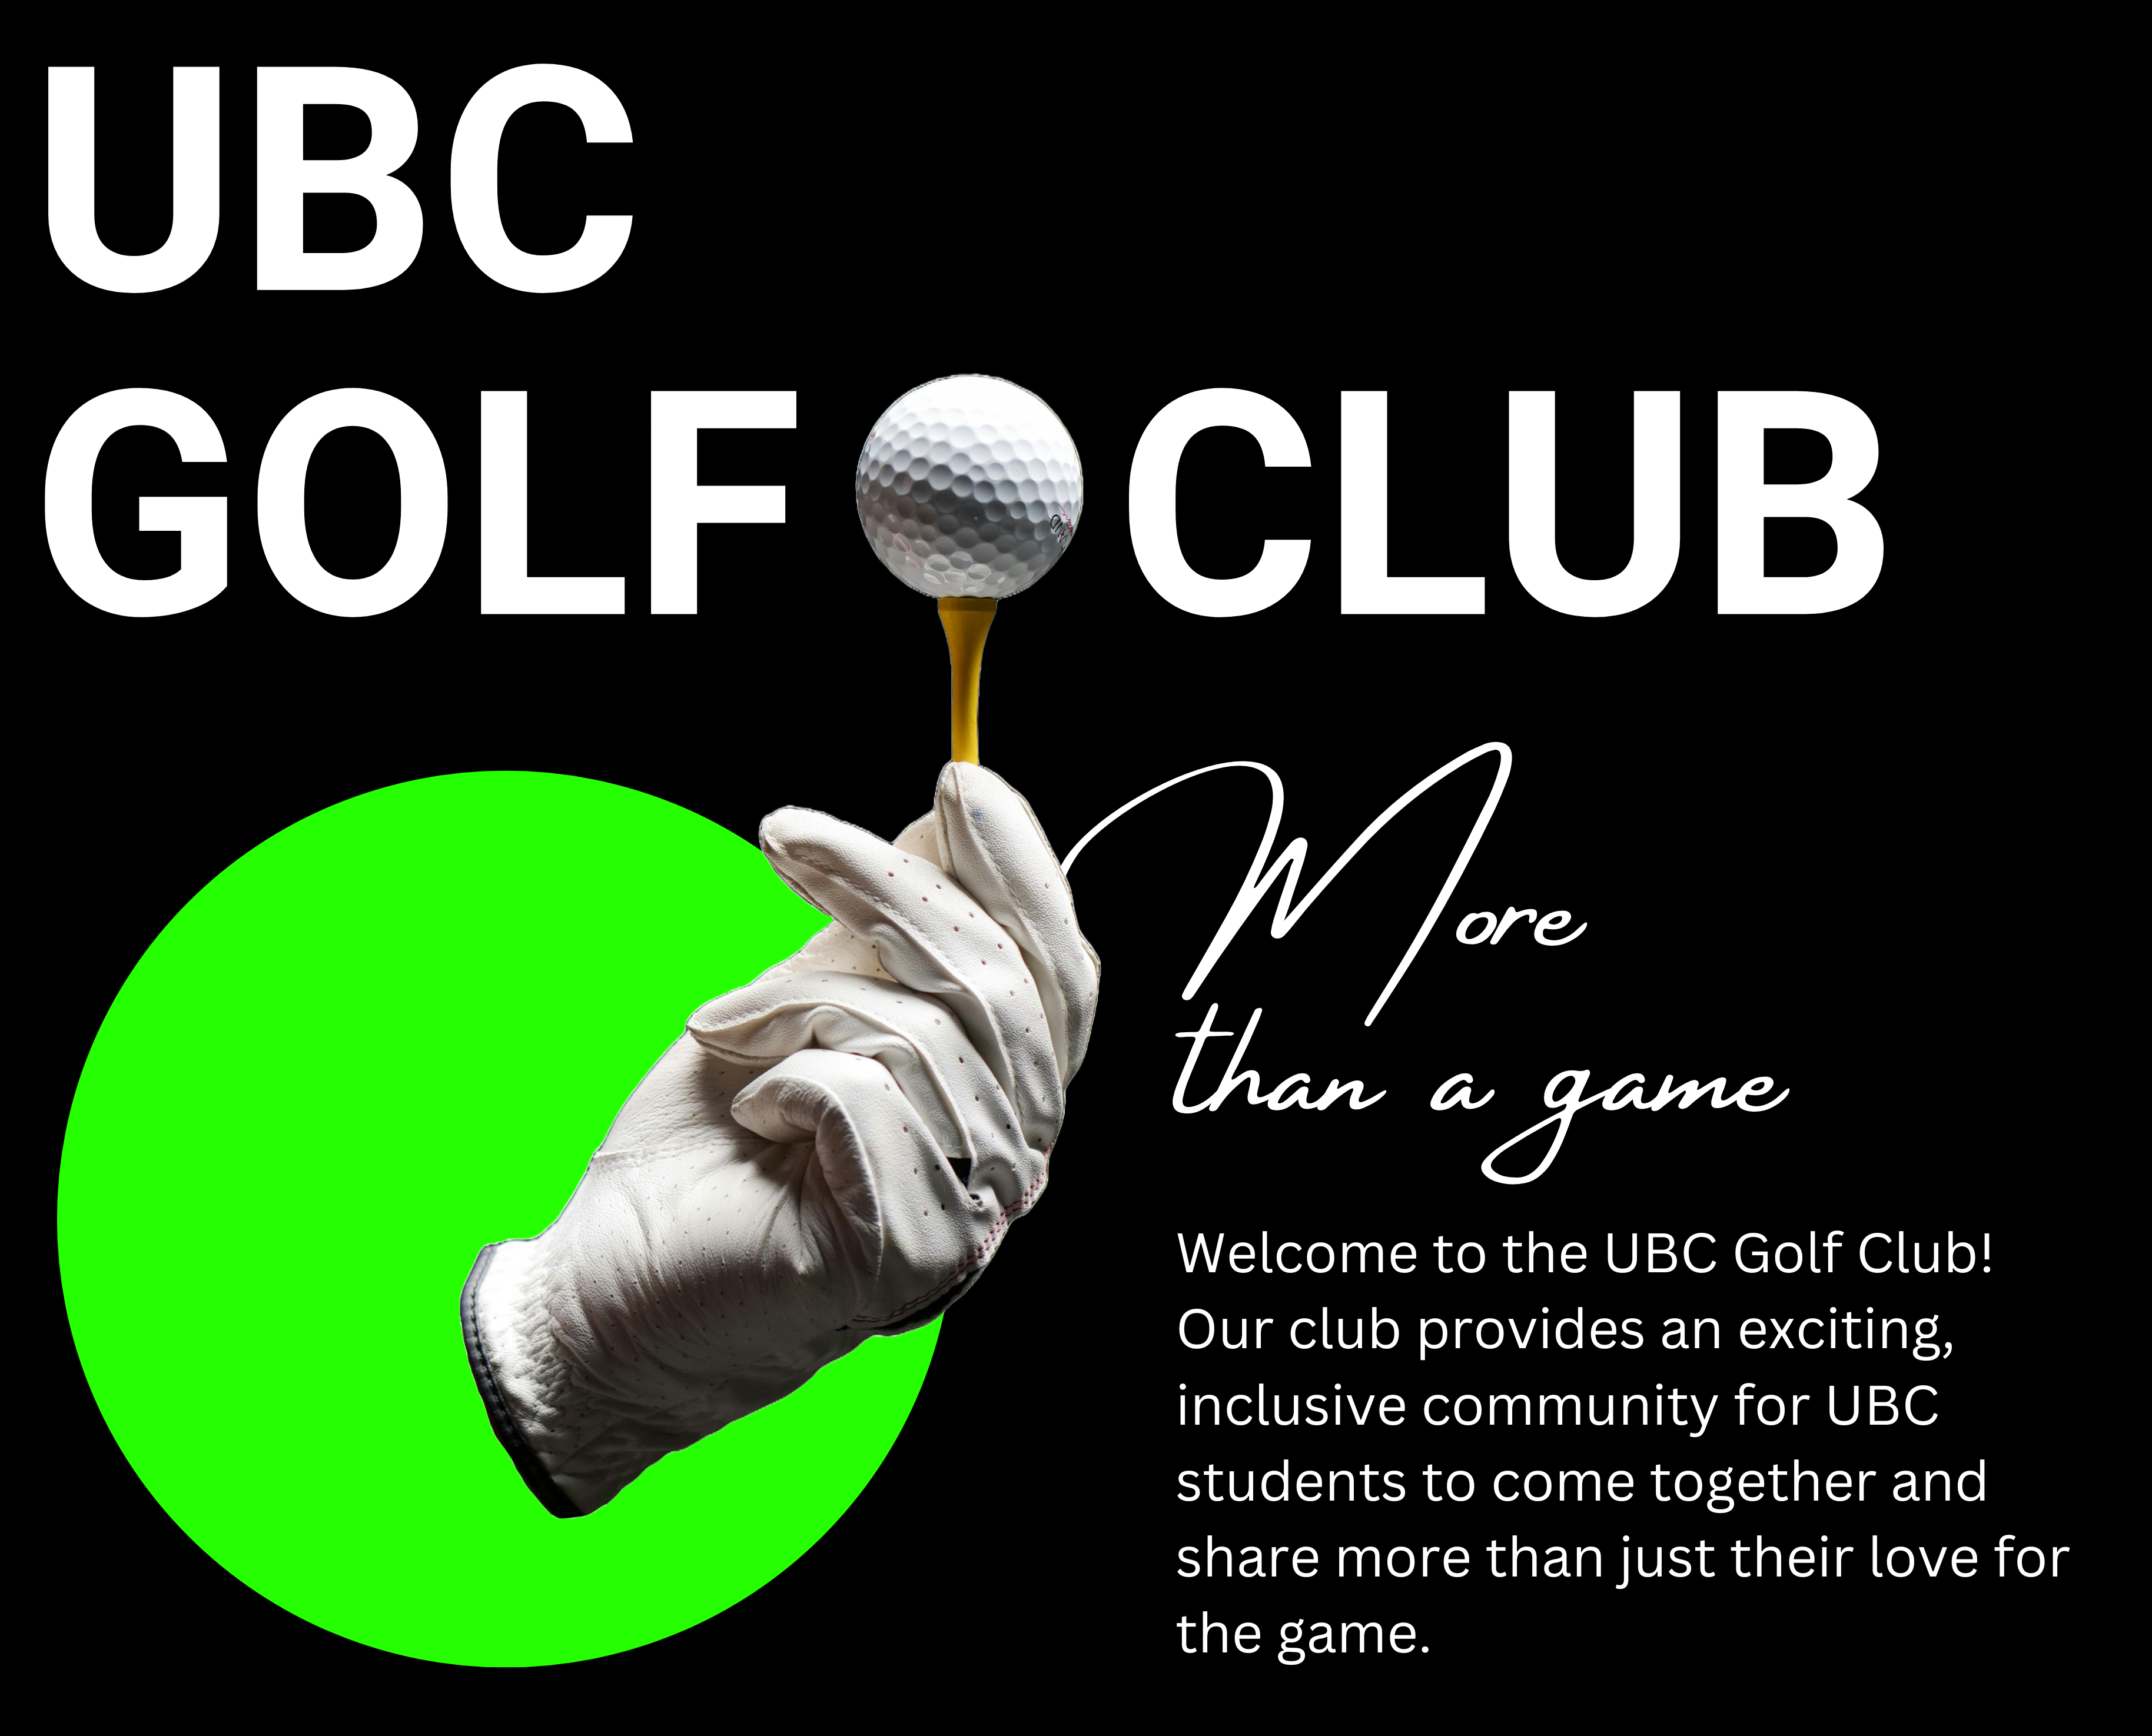 UBC
GOLF CLUB
More
than a game
Welcome to the UBC Golf Club!
Our club provides an exciting,
inclusive community for UBC
students to come together and
share more than just their love for
the game.